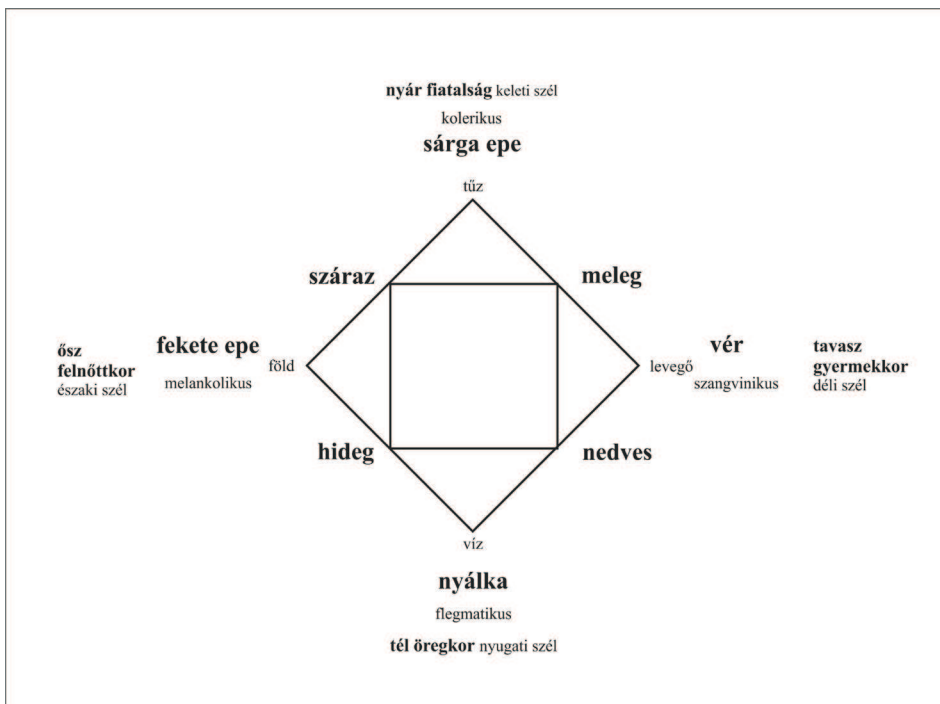 nyár fiatalság keleti szél
kolerikus
sárga epe
tűz
száraz
meleg
ősz
felnőttkor
északi szél
fekete epe
melankolikus
föld
levegő
vér
szangvinikus
tavasz
gyermekkor
déli szél
hideg
nedves
víz
nyálka
flegmatikus
tél öregkor nyugati szél